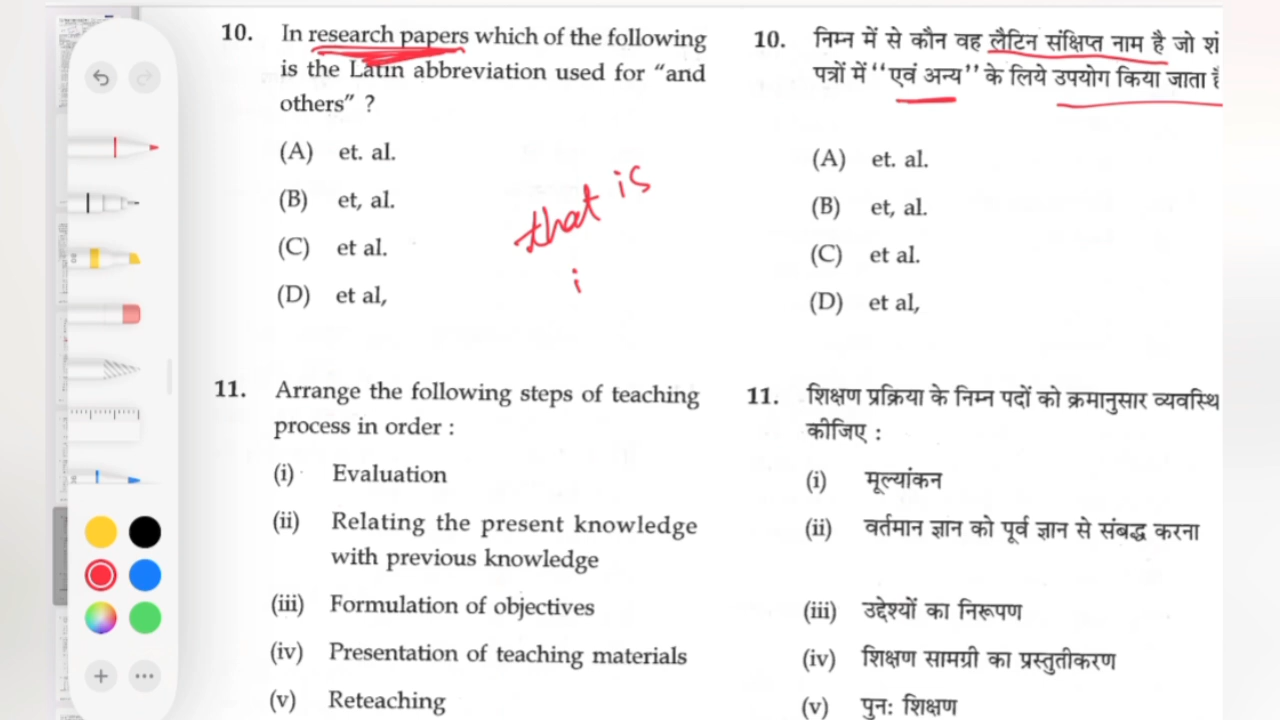 10. In research papers which of the following
is the Latin abbreviation used for "and
others" ?
(A) et. al.
(B) et, al.
(C) et al.
(D) et al,
that is
i
11. Arrange the following steps of teaching
process in order :
(i) Evaluation
(ii) Relating the present knowledge
with previous knowledge
(iii) Formulation of objectives
(iv) Presentation of teaching materials
(v) Reteaching
10. निम्न में से कौन वह लैटिन संक्षिप्त नाम है जो
पत्रों में ''एवं अन्य'' के लिये उपयोग किया जाता
(A) et. al.
(B) et, al.
(C) et al.
(D) et al,
11. शिक्षण प्रक्रिया के निम्न पदों को क्रमानुसार
कीजिए :
(i) मूल्यांकन
(ii) वर्तमान ज्ञान को पूर्व ज्ञान से संबद्ध करना
(iii) उद्देश्यों का निरूपण
(iv) शिक्षण सामग्री का प्रस्तुतीकरण
(v) पुनः शिक्षण